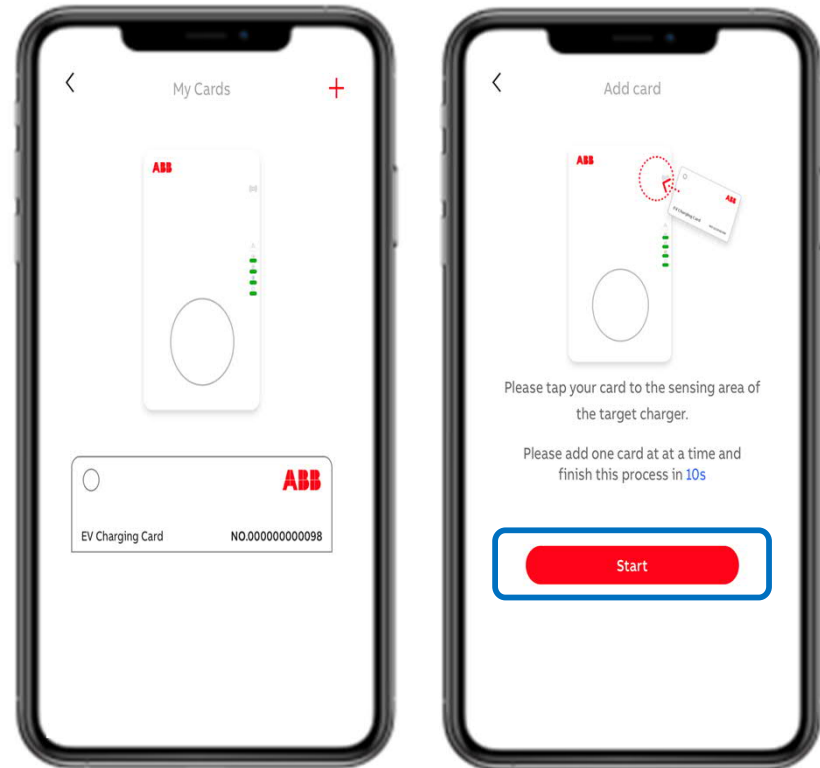 My Cards
+
ABB
ABB
EV Charging Card NO.000000000098
Add card
ABB
ABB
EV Charging Card
Please tap your card to the sensing area of
the target charger.
Please add one card at at a time and
finish this process in 10s
Start